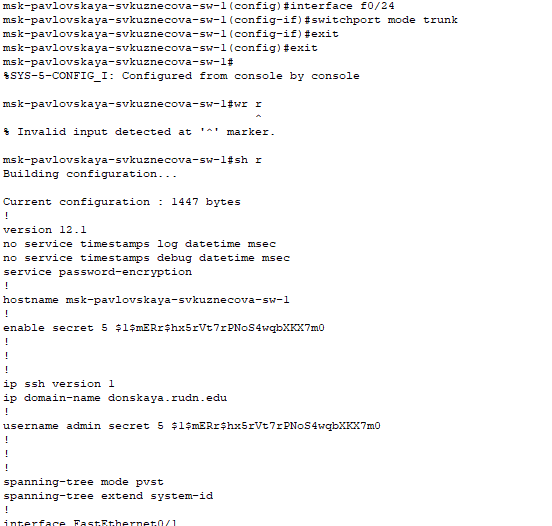 msk-pavlovskaya-svkuznecova-sw-1(config)#interface f0/24
msk-pavlovskaya-svkuznecova-sw-1(config-if)#switchport mode trunk
msk-pavlovskaya-svkuznecova-sw-1(config-if)#exit
msk-pavlovskaya-svkuznecova-sw-1(config)#exit
msk-pavlovskaya-svkuznecova-sw-1#
%SYS-5-CONFIG_I: Configured from console by console
msk-pavlovskaya-svkuznecova-sw-1#wr r
^
% Invalid input detected at '^' marker.
msk-pavlovskaya-svkuznecova-sw-1#sh r
Building configuration...
Current configuration : 1447 bytes
!
version 12.1
no service timestamps log datetime msec
no service timestamps debug datetime msec
service password-encryption
!
hostname msk-pavlovskaya-svkuznecova-sw-1
!
enable secret 5 $1$mERr$hx5rVt7rPNoS4wqbXKX7m0
!
!
!
ip ssh version 1
ip domain-name donskaya.rudn.edu
!
username admin secret 5 $1$mERr$hx5rVt7rPNoS4wqbXKX7m0
!
!
!
spanning-tree mode pvst
spanning-tree extend system-id
!
interface FastEthernet0/1